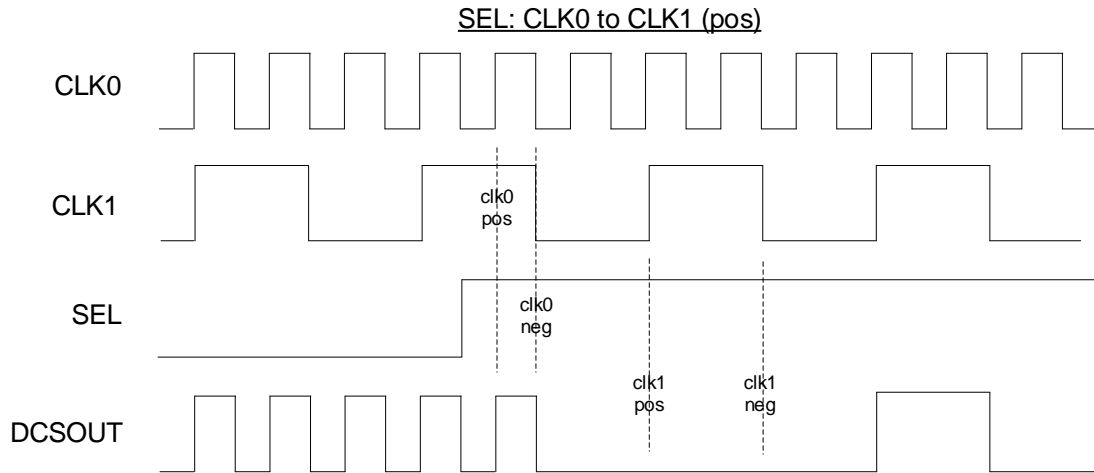 SEL: CLK0 to CLK1 (pos)
CLK0
CLK1
clk0
pos
SEL
clk0
neg
DCSOUT
clk1
pos
clk1
neg